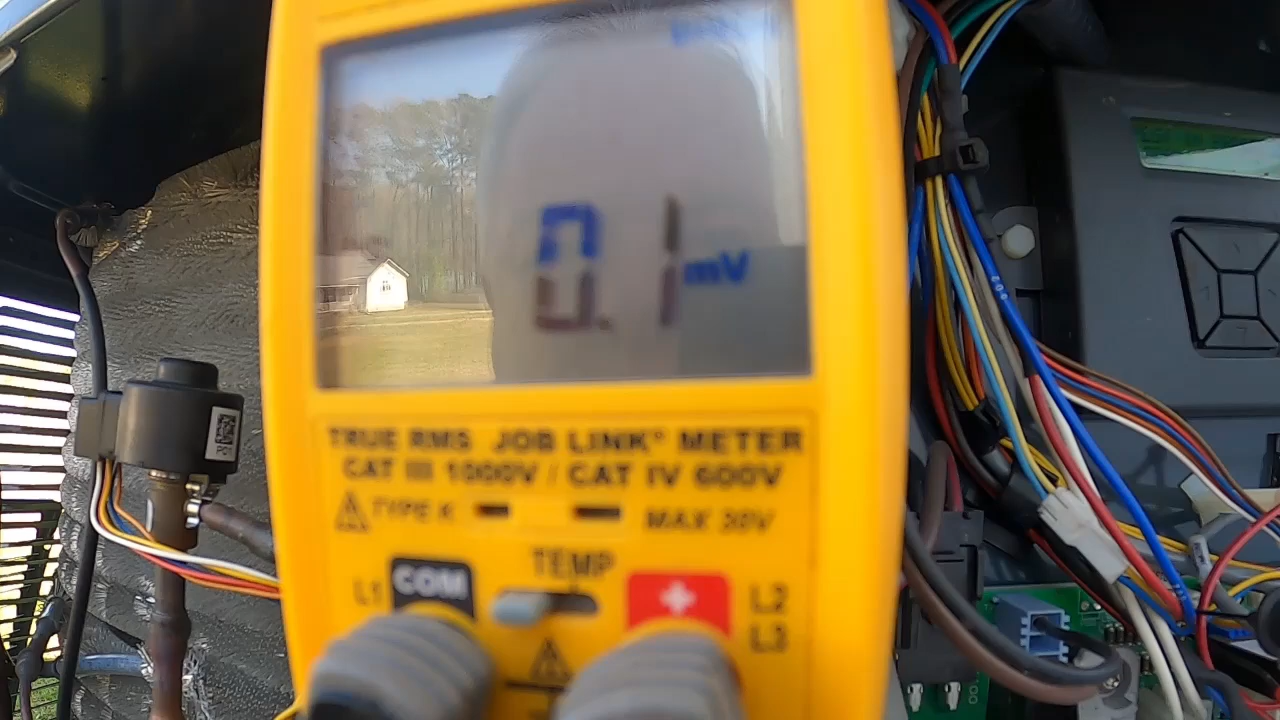 0.1 mV
TRUE RMS JOB LINK® METER
CAT III 1000V / CAT IV 600V
TYPE K MAX 30V
TEMP
L1 COM + L2
L3